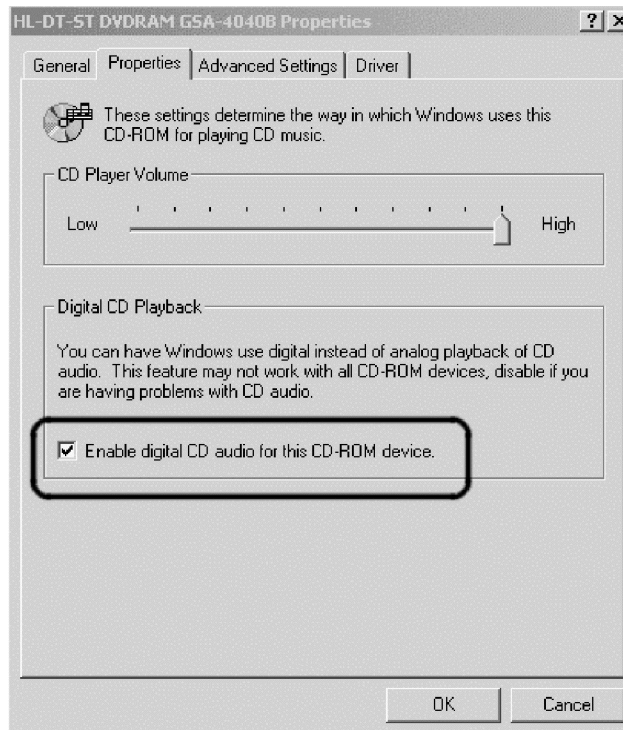 HL-DT-ST DVDRAM GSA-4040B Properties
General Properties Advanced Settings Driver
These settings determine the way in which Windows uses this
CD-ROM for playing CD music.
CD Player Volume
Low High
Digital CD Playback
You can have Windows use digital instead of analog playback of CD
audio. This feature may not work with all CD-ROM devices, disable if you
are having problems with CD audio.
Enable digital CD audio for this CD-ROM device.
OK Cancel